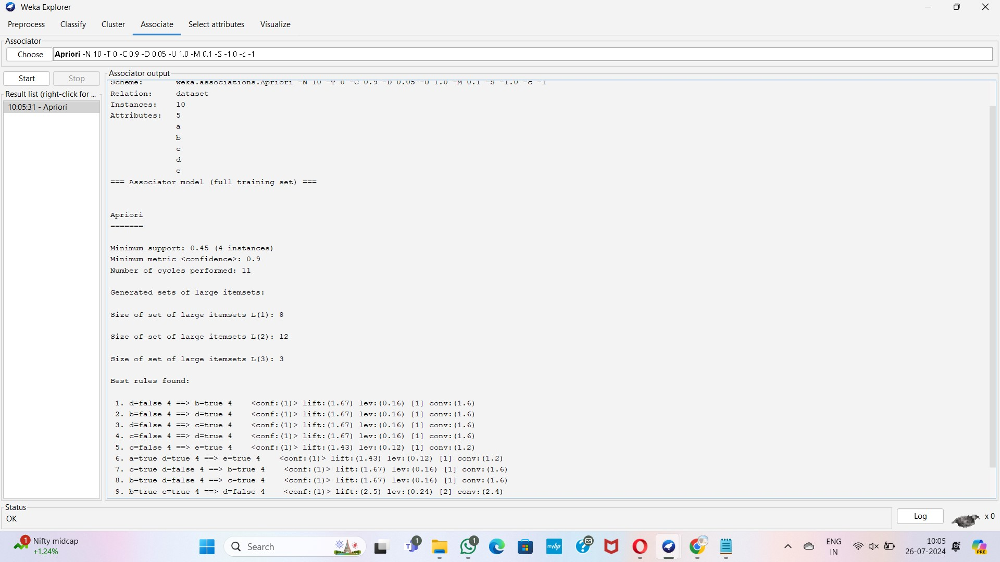 Weka Explorer
Preprocess Classify Cluster Associate Select attributes Visualize
Associator
Choose Apriori -N 10 -T 0 -C 0.9 -D 0.05 -U 1.0 -M 0.1 -S -1.0 -c -1
Start Stop
Result list (right-click for ...
10:05:31 - Apriori
Associator output
Scheme: weka.associations.Apriori -N 10 -T 0 -C 0.9 -D 0.05 -U 1.0 -M 0.1 -S -1.0 -c -1
Relation: dataset
Instances: 10
Attributes: 5
a
b
c
d
e
=== Associator model (full training set) ===
Apriori
=======
Minimum support: 0.45 (4 instances)
Minimum metric <confidence>: 0.9
Number of cycles performed: 11
Generated sets of large itemsets:
Size of set of large itemsets L(1): 8
Size of set of large itemsets L(2): 12
Size of set of large itemsets L(3): 3
Best rules found:
1. d=false 4 ==> b=true 4 <conf:(1)> lift:(1.67) lev:(0.16) [1] conv:(1.6)
2. b=false 4 ==> d=true 4 <conf:(1)> lift:(1.67) lev:(0.16) [1] conv:(1.6)
3. d=false 4 ==> c=true 4 <conf:(1)> lift:(1.67) lev:(0.16) [1] conv:(1.6)
4. c=false 4 ==> d=true 4 <conf:(1)> lift:(1.67) lev:(0.16) [1] conv:(1.6)
5. c=false 4 ==> e=true 4 <conf:(1)> lift:(1.43) lev:(0.12) [1] conv:(1.2)
6. a=true d=true 4 ==> e=true 4 <conf:(1)> lift:(1.43) lev:(0.12) [1] conv:(1.2)
7. c=true d=false 4 ==> b=true 4 <conf:(1)> lift:(1.67) lev:(0.16) [1] conv:(1.6)
8. b=true d=false 4 ==> c=true 4 <conf:(1)> lift:(1.67) lev:(0.16) [1] conv:(1.6)
9. b=true c=true 4 ==> d=false 4 <conf:(1)> lift:(2.5) lev:(0.24) [2] conv:(2.4)
Status
OK
Log
x 0
1
Nifty midcap
+1.24%
Search
1
T
1
myhp
?
ENG
IN
10:05
26-07-2024
PRE